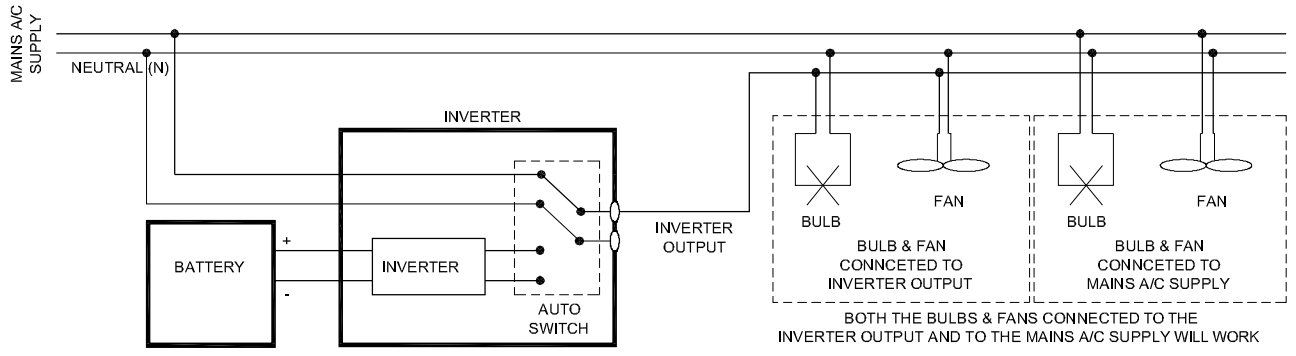 MAINS A/C
SUPPLY
NEUTRAL (N)
INVERTER
BATTERY
+
-
INVERTER
AUTO
SWITCH
INVERTER
OUTPUT
BULB
FAN
BULB & FAN
CONNCETED TO
INVERTER OUTPUT
BULB
FAN
BULB & FAN
CONNCETED TO
MAINS A/C SUPPLY
BOTH THE BULBS & FANS CONNECTED TO THE
INVERTER OUTPUT AND TO THE MAINS A/C SUPPLY WILL WORK